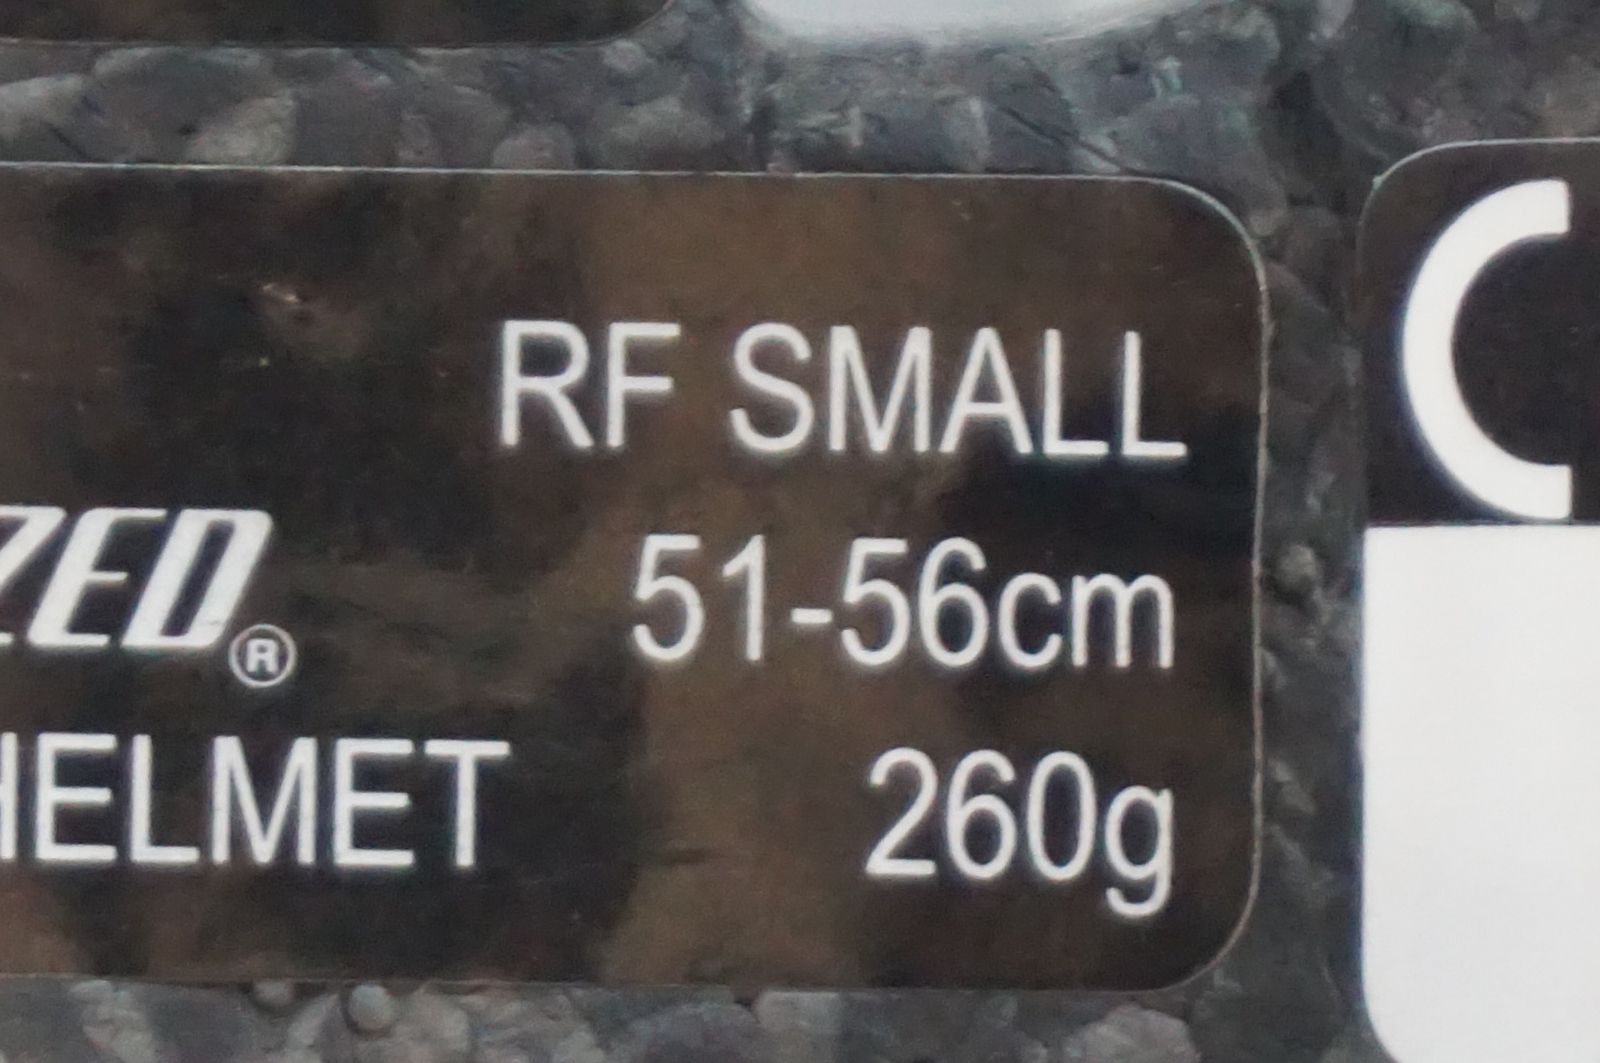 RF SMALL
ZED® 51-56cm
HELMET 260g